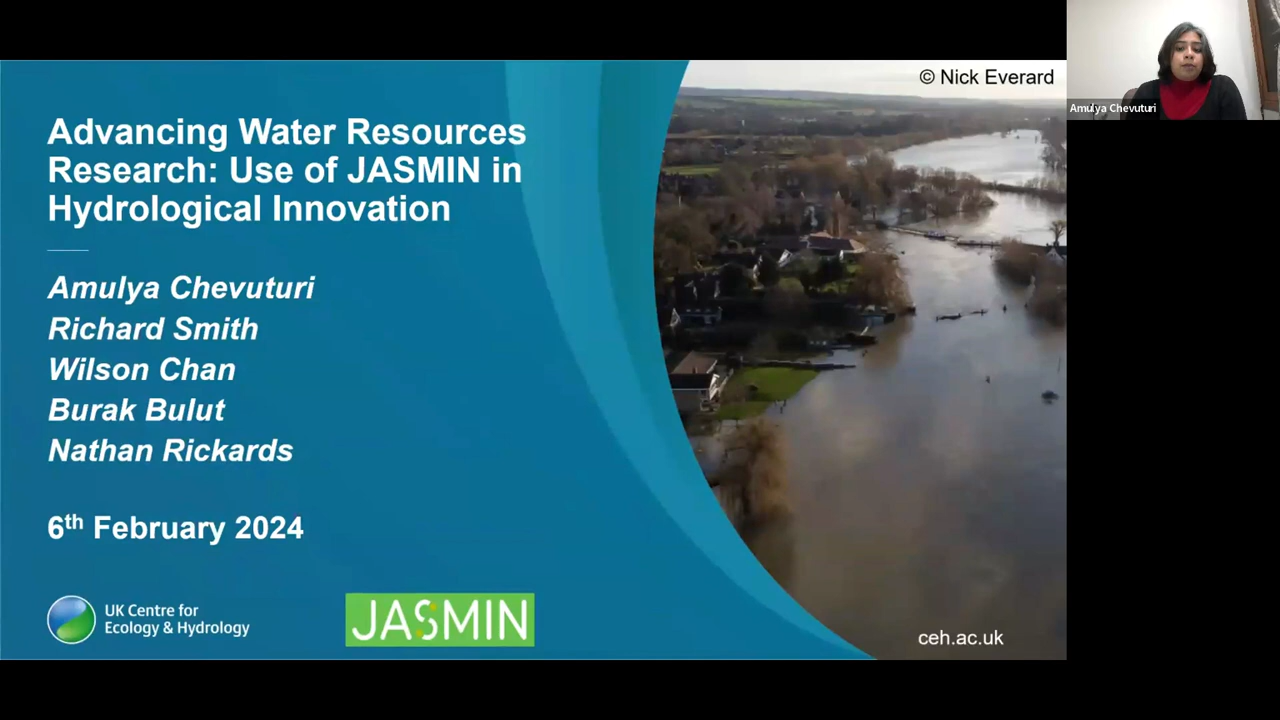 © Nick Everard
Amulya Chevuturi
Advancing Water Resources
Research: Use of JASMIN in
Hydrological Innovation
Amulya Chevuturi
Richard Smith
Wilson Chan
Burak Bulut
Nathan Rickards
6th February 2024
UK Centre for
Ecology & Hydrology
JASMIN
ceh.ac.uk